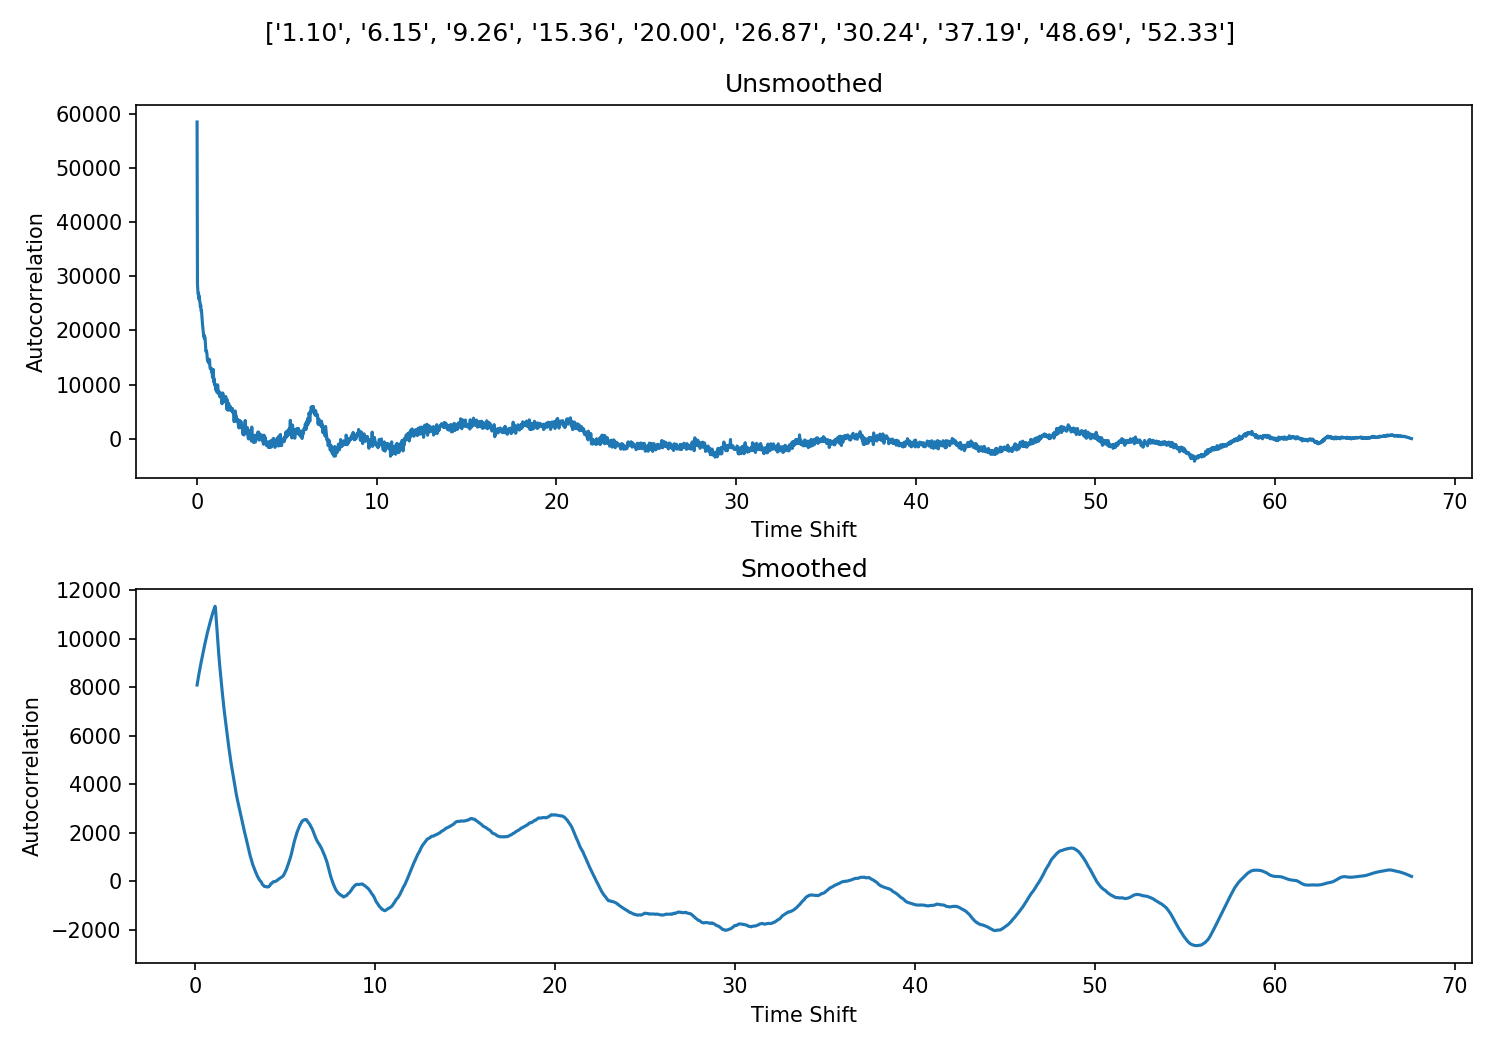 ['1.10', '6.15', '9.26', '15.36', '20.00', '26.87', '30.24', '37.19', '48.69', '52.33']
Unsmoothed
60000
50000
40000
30000
20000
10000
0
Autocorrelation
0 10 20 30 40 50 60 70
Time Shift
Smoothed
12000
10000
8000
6000
4000
2000
0
−2000
Autocorrelation
0 10 20 30 40 50 60 70
Time Shift